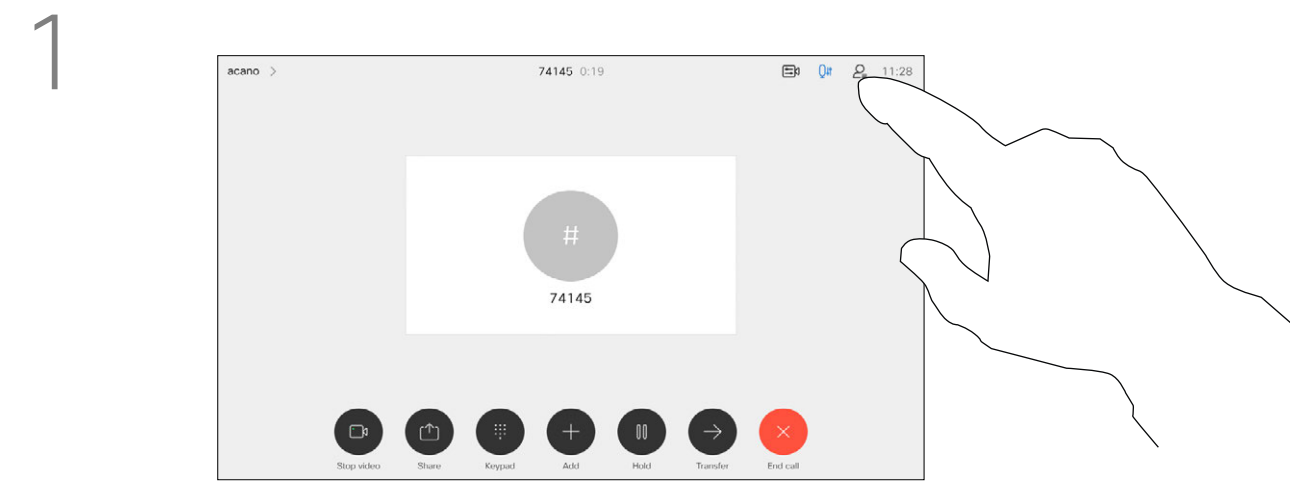 1
acano >
74145 0:19
11:28
#
74145
Stop video Share Keypad Add Hold Transfer End call